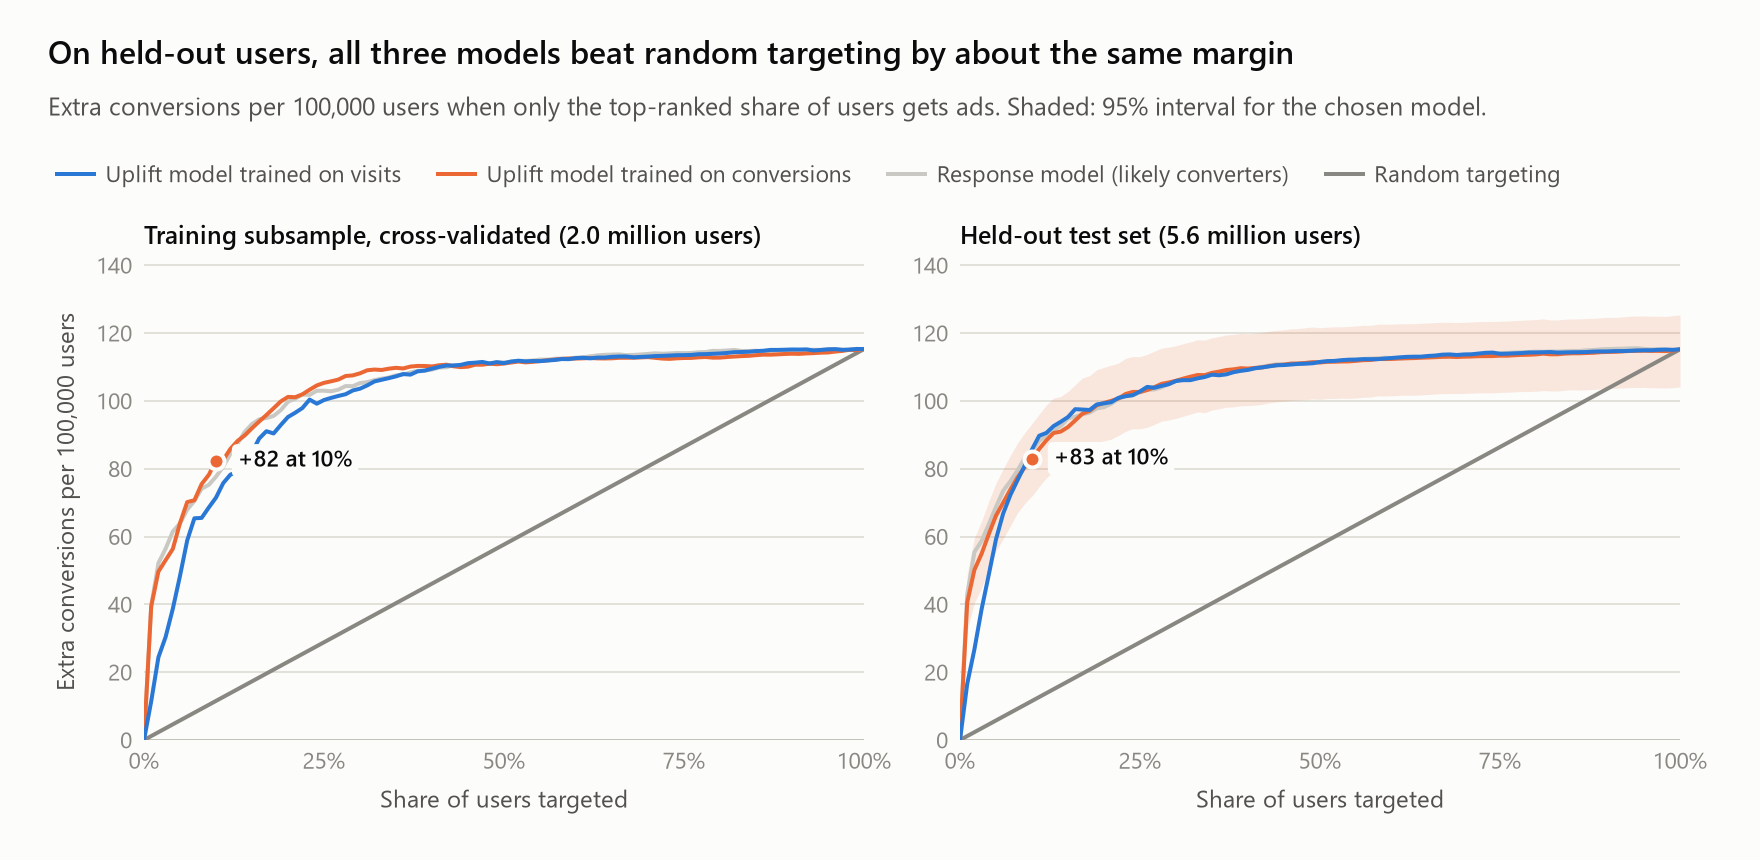 On held-out users, all three models beat random targeting by about the same margin
Extra conversions per 100,000 users when only the top-ranked share of users gets ads. Shaded: 95% interval for the chosen model.
Uplift model trained on visits
Uplift model trained on conversions
Response model (likely converters)
Random targeting
Training subsample, cross-validated (2.0 million users)
Extra conversions per 100,000 users
140
120
100
80
60
40
20
0
+82 at 10%
0%
25%
50%
75%
100%
Share of users targeted
Held-out test set (5.6 million users)
140
120
100
80
60
40
20
0
+83 at 10%
0%
25%
50%
75%
100%
Share of users targeted